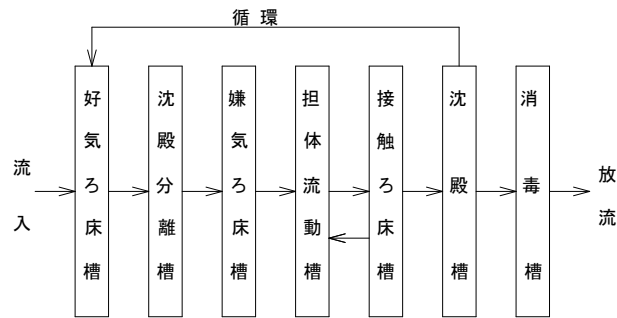 循環
流入
好気ろ床槽
沈殿分離槽
嫌気ろ床槽
担体流動槽
接触ろ床槽
沈殿槽
消毒槽
放流